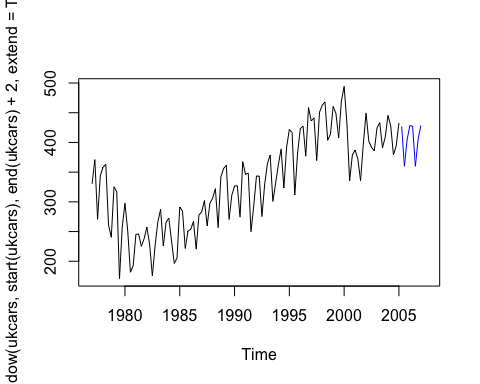 dow(ukcars, start(ukcars), end(ukcars) + 2, extend = T
500
400
300
200
1980 1985 1990 1995 2000 2005
Time